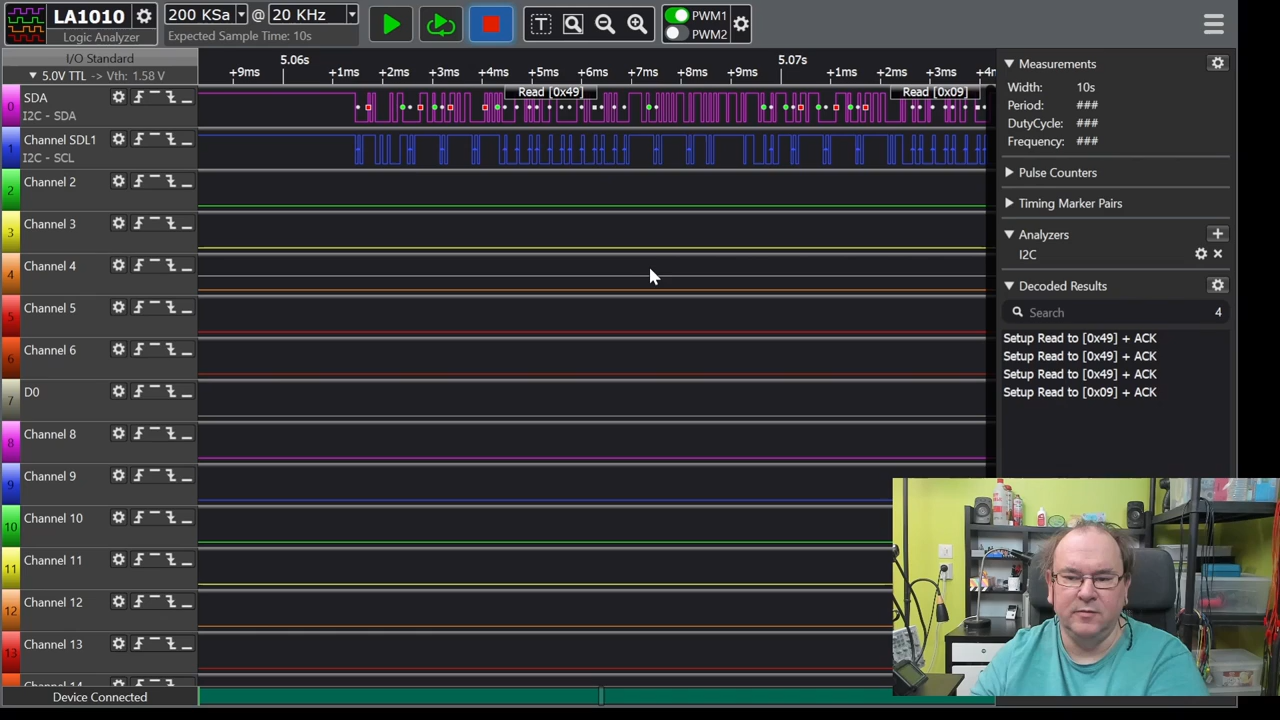 LA1010
Logic Analyzer
200 KSa
@
20 KHz
Expected Sample Time: 10s
T
PWM1
PWM2
I/O Standard
5.0V TTL -> Vth: 1.58 V
5.06s
5.07s
+9ms
+1ms
+2ms
+3ms
+4ms
+5ms
+6ms
+7ms
+8ms
+9ms
+1ms
+2ms
+3ms
0
SDA
I2C - SDA
Read [0x49]
Read [0x09]
1
Channel SDL1
I2C - SCL
2
Channel 2
3
Channel 3
4
Channel 4
5
Channel 5
6
Channel 6
7
D0
8
Channel 8
9
Channel 9
10
Channel 10
11
Channel 11
12
Channel 12
13
Channel 13
Channel 14
Device Connected
Measurements
Width: 10s
Period: ###
DutyCycle: ###
Frequency: ###
Pulse Counters
Timing Marker Pairs
Analyzers
I2C
Decoded Results
Search
4
Setup Read to [0x49] + ACK
Setup Read to [0x49] + ACK
Setup Read to [0x49] + ACK
Setup Read to [0x09] + ACK